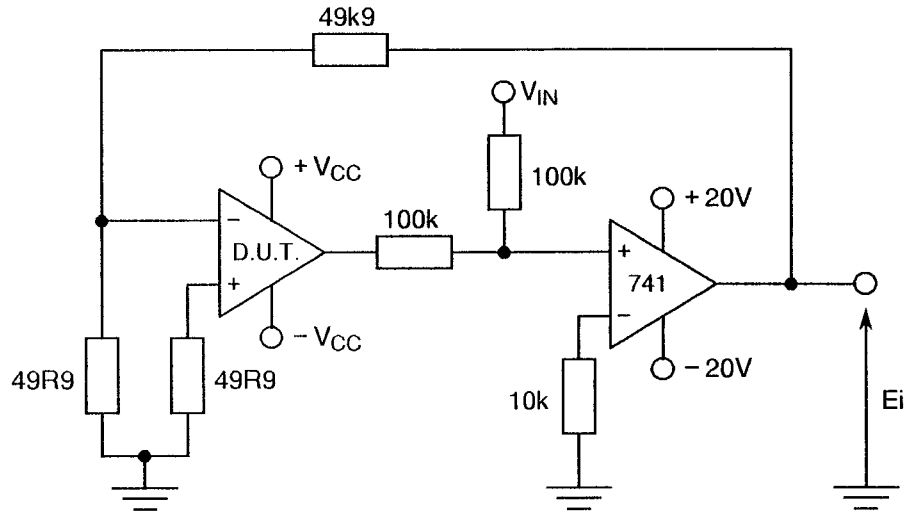 49k9
V_IN
+ V_CC
100k
100k
+ 20V
−
D.U.T.
+
+
741
−
− V_CC
− 20V
49R9
49R9
10k
Ei